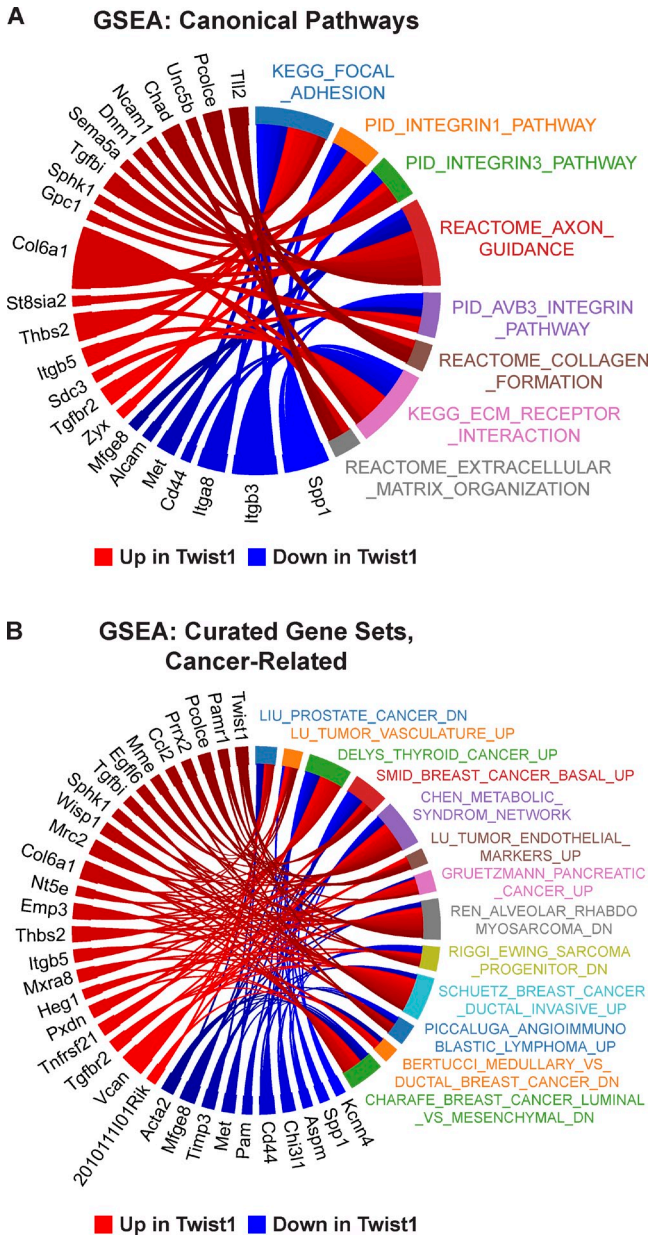 A
GSEA: Canonical Pathways
Tll2
Pcolce
Unc5b
Chad
Ncam1
Dnm1
Sema5a
Tgfbi
Sphk1
Gpc1
Col6a1
St8sia2
Thbs2
Itgb5
Sdc3
Tgfbr2
Zyx
Mfge8
Alcam
Met
Cd44
Itga8
Itgb3
Spp1
KEGG_FOCAL
_ADHESION
PID_INTEGRIN1_PATHWAY
PID_INTEGRIN3_PATHWAY
REACTOME_AXON_
GUIDANCE
PID_AVB3_INTEGRIN
_PATHWAY
REACTOME_COLLAGEN
_FORMATION
KEGG_ECM_RECEPTOR
_INTERACTION
REACTOME_EXTRACELLULAR
_MATRIX_ORGANIZATION
Up in Twist1 Down in Twist1
B
GSEA: Curated Gene Sets,
Cancer-Related
Twist1
Pamr1
Pcolce
Prrx2
Ccl2
Mme
Egfl6
Tgfbi
Sphk1
Wisp1
Mrc2
Col6a1
Nt5e
Emp3
Thbs2
Itgb5
Mxra8
Heg1
Pxdn
Tnfrsf21
Tgfbr2
Vcan
2010111I01Rik
Acta2
Mfge8
Timp3
Met
Pam
Cd44
Chi3l1
Aspm
Spp1
Kcnn4
LIU_PROSTATE_CANCER_DN
LU_TUMOR_VASCULATURE_UP
DELYS_THYROID_CANCER_UP
SMID_BREAST_CANCER_BASAL_UP
CHEN_METABOLIC_
SYNDROM_NETWORK
LU_TUMOR_ENDOTHELIAL_
MARKERS_UP
GRUETZMANN_PANCREATIC
_CANCER_UP
REN_ALVEOLAR_RHABDO
MYOSARCOMA_DN
RIGGI_EWING_SARCOMA
_PROGENITOR_DN
SCHUETZ_BREAST_CANCER
_DUCTAL_INVASIVE_UP
PICCALUGA_ANGIOIMMUNO
BLASTIC_LYMPHOMA_UP
BERTUCCI_MEDULLARY_VS_
DUCTAL_BREAST_CANCER_DN
CHARAFE_BREAST_CANCER_LUMINAL
_VS_MESENCHYMAL_DN
Up in Twist1 Down in Twist1